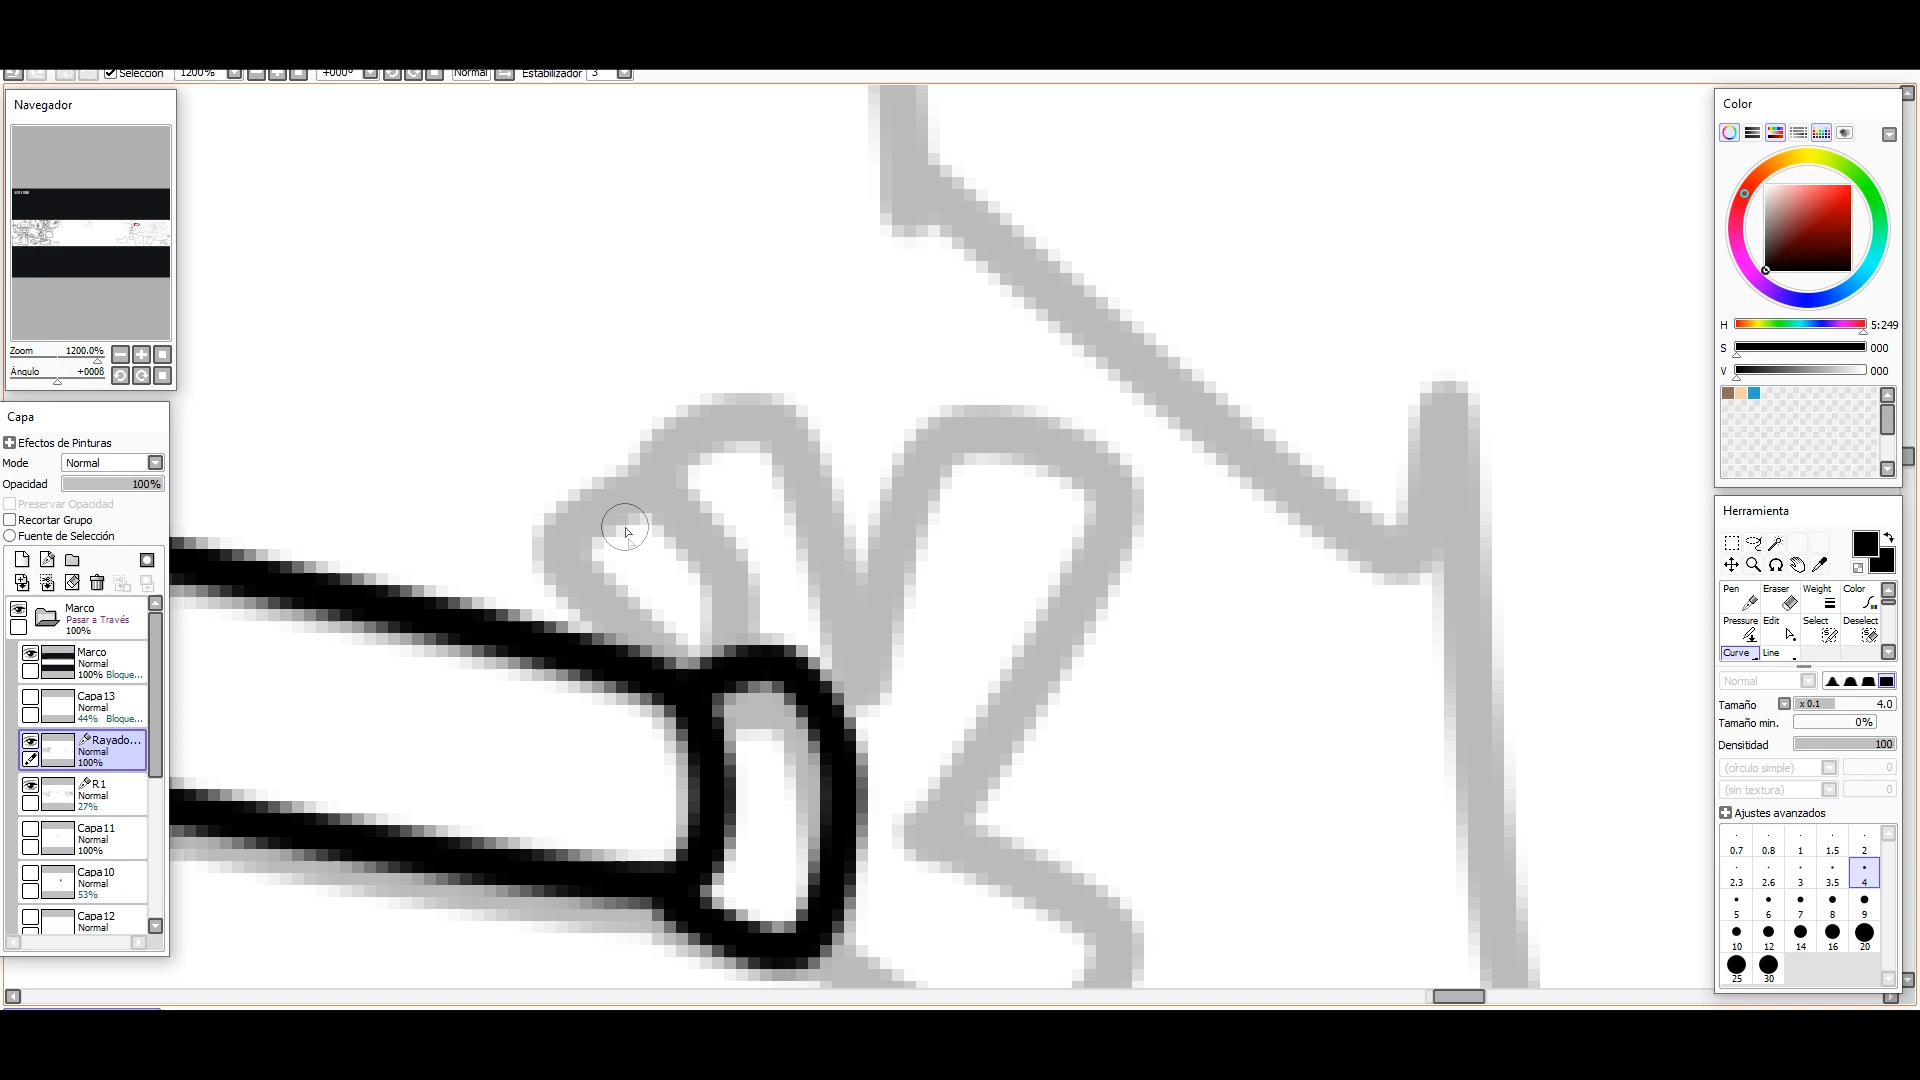 Selección 1200% +000º Normal Estabilizador 3
Navegador
Zoom 1200.0%
Ángulo +000
Capa
Efectos de Pinturas
Mode Normal
Opacidad 100%
Preservar Opacidad
Recortar Grupo
Fuente de Selección
Marco
Pasar a Través
100%
Marco
Normal
100% Bloque...
Capa13
Normal
44% Bloque...
Rayado...
Normal
100%
R1
Normal
27%
Capa11
Normal
100%
Capa10
Normal
53%
Capa12
Normal
Color
H 5:249
S 000
V 000
Herramienta
Pen Eraser Weight Color
Pressure Edit Select Deselect
Curve Line
Normal
Tamaño x 0.1 4.0
Tamaño min. 0%
Densitidad 100
(círculo simple) 0
(sin textura) 0
Ajustes avanzados
0.7 0.8 1 1.5 2
2.3 2.6 3 3.5 4
5 6 7 8 9
10 12 14 16 20
25 30